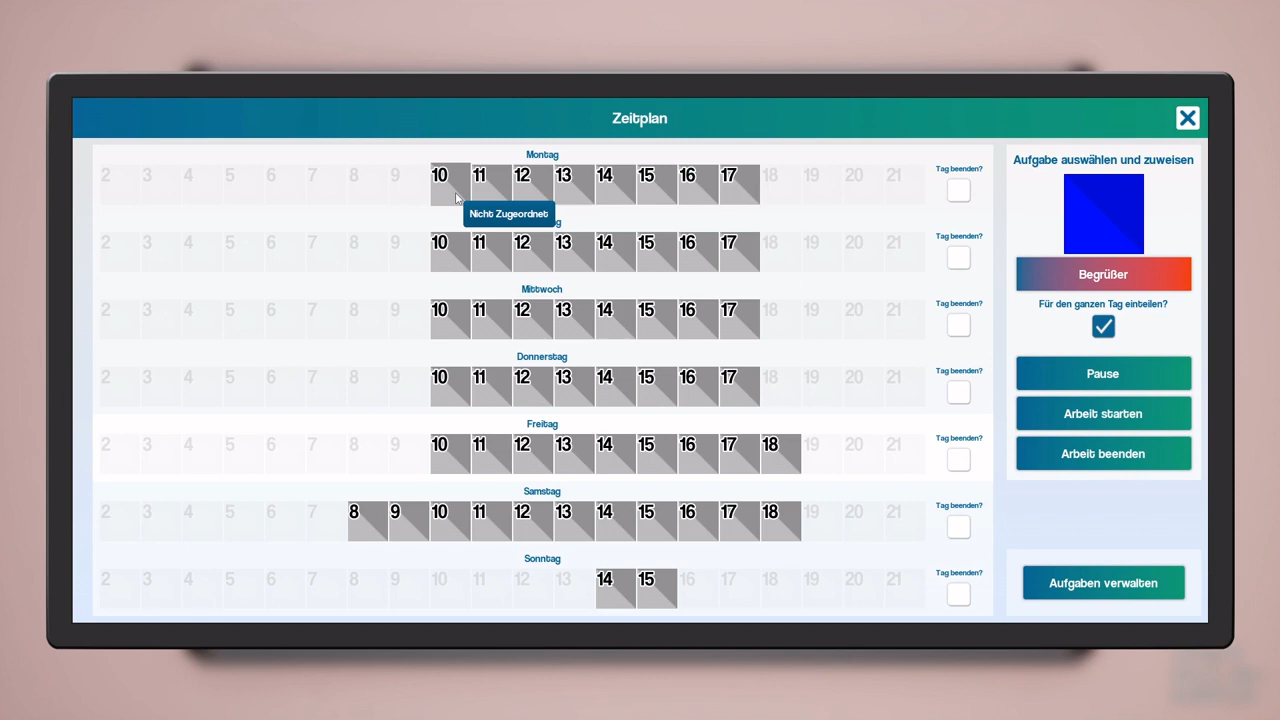 Zeitplan
Montag
2 3 4 5 7 8 9 10 11 12 13 14 15 16 17 18 19 20 21
Tag beenden?
Nicht Zugeordnet
g
2 3 4 5 7 8 9 10 11 12 13 14 15 16 17 18 19 20 21
Tag beenden?
Mittwoch
2 3 4 5 7 8 9 10 11 12 13 14 15 16 17 18 19 20 21
Tag beenden?
Donnerstag
2 3 4 5 7 8 9 10 11 12 13 14 15 16 17 18 19 20 21
Tag beenden?
Freitag
2 3 4 5 7 8 9 10 11 12 13 14 15 16 17 18 19 20 21
Tag beenden?
Samstag
2 3 4 5 7 8 9 10 11 12 13 14 15 16 17 18 19 20 21
Tag beenden?
Sonntag
2 3 4 5 7 8 9 10 11 12 13 14 15 16 17 18 19 20 21
Tag beenden?
Aufgabe auswählen und zuweisen
Begrüßer
Für den ganzen Tag einteilen?
Pause
Arbeit starten
Arbeit beenden
Aufgaben verwalten